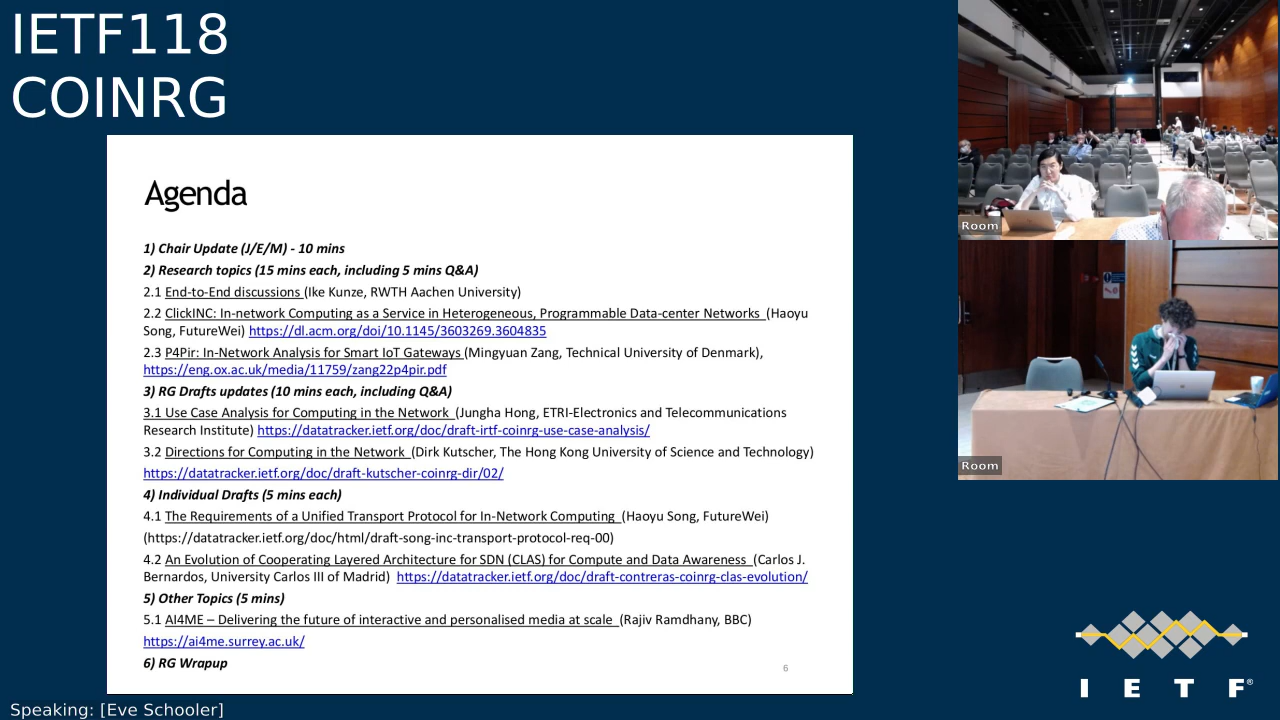 IETF118
COINRG
Agenda
1) Chair Update (J/E/M) - 10 mins
2) Research topics (15 mins each, including 5 mins Q&A)
2.1 End-to-End discussions (Ike Kunze, RWTH Aachen University)
2.2 ClickINC: In-network Computing as a Service in Heterogeneous, Programmable Data-center Networks (Haoyu
Song, FutureWei) https://dl.acm.org/doi/10.1145/3603269.3604835
2.3 P4Pir: In-Network Analysis for Smart IoT Gateways (Mingyuan Zang, Technical University of Denmark),
https://eng.ox.ac.uk/media/11759/zang22p4pir.pdf
3) RG Drafts updates (10 mins each, including Q&A)
3.1 Use Case Analysis for Computing in the Network (Jungha Hong, ETRI-Electronics and Telecommunications
Research Institute) https://datatracker.ietf.org/doc/draft-irtf-coinrg-use-case-analysis/
3.2 Directions for Computing in the Network (Dirk Kutscher, The Hong Kong University of Science and Technology)
https://datatracker.ietf.org/doc/draft-kutscher-coinrg-dir/02/
4) Individual Drafts (5 mins each)
4.1 The Requirements of a Unified Transport Protocol for In-Network Computing (Haoyu Song, FutureWei)
(https://datatracker.ietf.org/doc/html/draft-song-inc-transport-protocol-req-00)
4.2 An Evolution of Cooperating Layered Architecture for SDN (CLAS) for Compute and Data Awareness (Carlos J.
Bernardos, University Carlos III of Madrid) https://datatracker.ietf.org/doc/draft-contreras-coinrg-clas-evolution/
5) Other Topics (5 mins)
5.1 AI4ME – Delivering the future of interactive and personalised media at scale (Rajiv Ramdhany, BBC)
https://ai4me.surrey.ac.uk/
6) RG Wrapup
6
Room
Room
I E T F®
Speaking: [Eve Schooler]